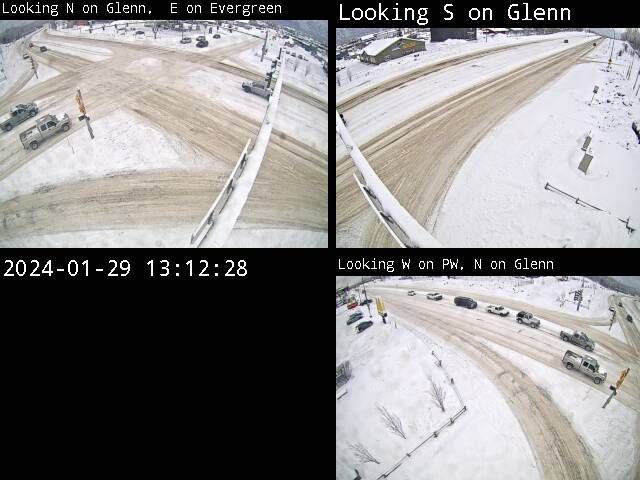 Looking N on Glenn, E on Evergreen
Looking S on Glenn
2024-01-29 13:12:28
Looking W on PW, N on Glenn